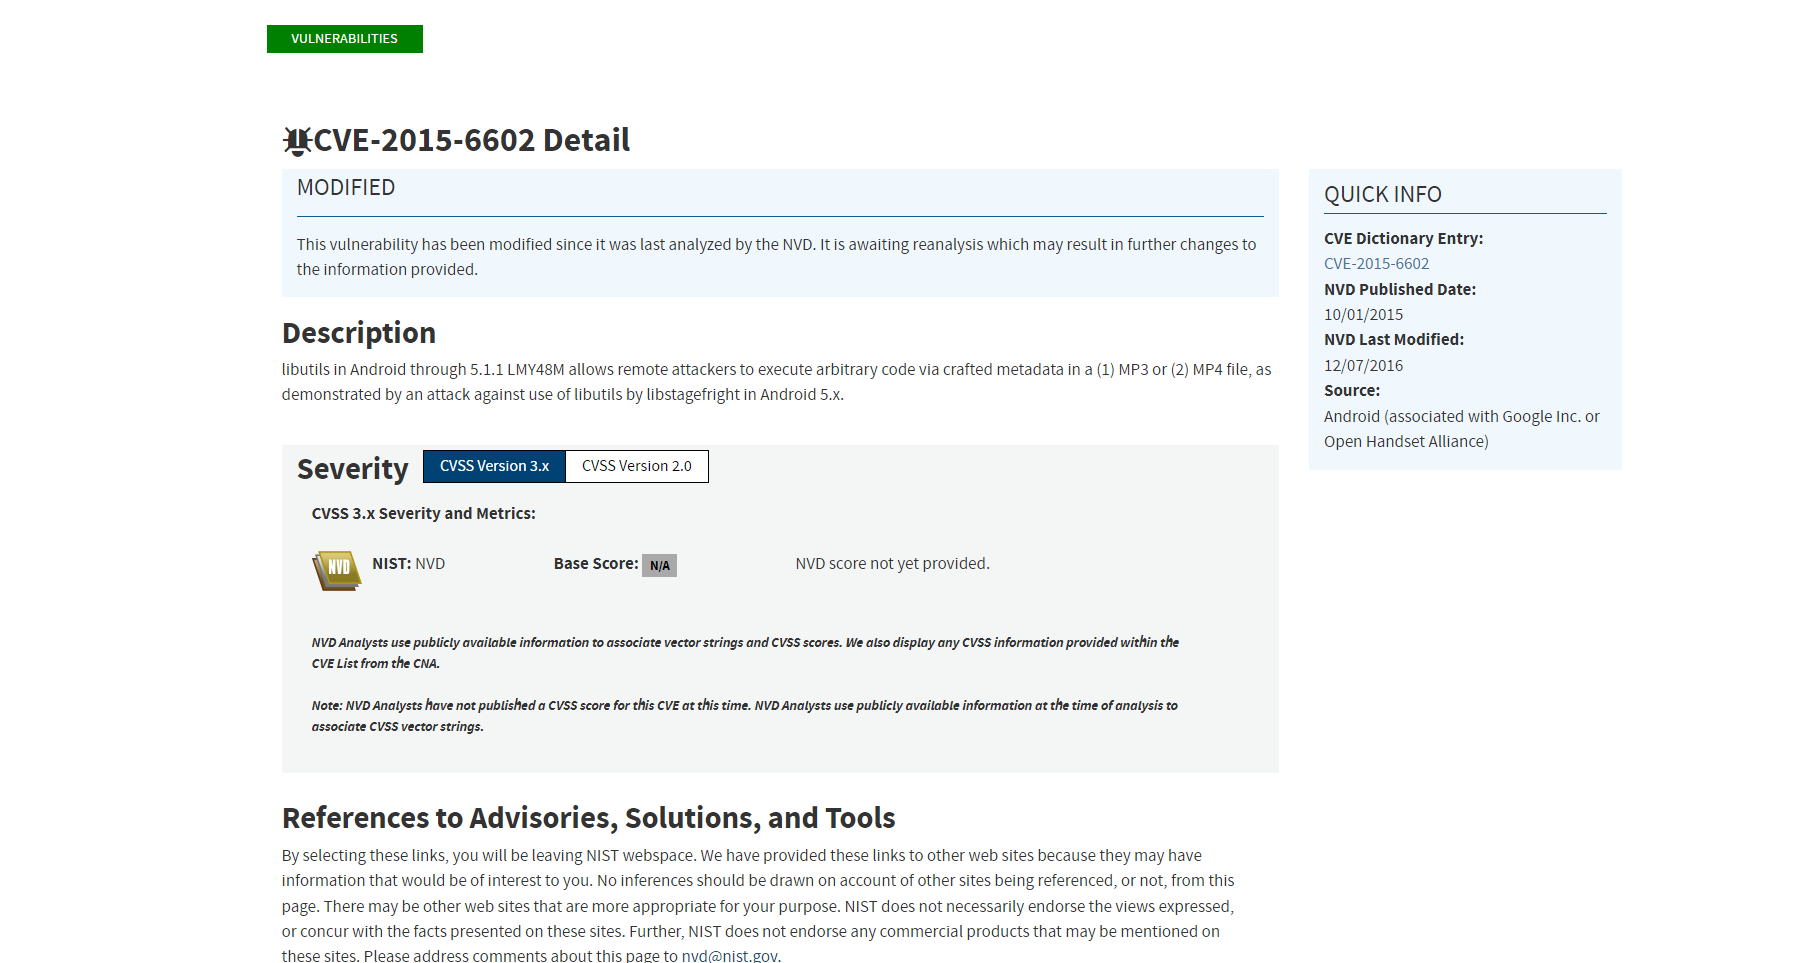 VULNERABILITIES
CVE-2015-6602 Detail
MODIFIED
This vulnerability has been modified since it was last analyzed by the NVD. It is awaiting reanalysis which may result in further changes to
the information provided.
Description
libutils in Android through 5.1.1 LMY48M allows remote attackers to execute arbitrary code via crafted metadata in a (1) MP3 or (2) MP4 file, as
demonstrated by an attack against use of libutils by libstagefright in Android 5.x.
Severity
CVSS Version 3.x
CVSS Version 2.0
CVSS 3.x Severity and Metrics:
NVD
NIST: NVD
Base Score: N/A
NVD score not yet provided.
NVD Analysts use publicly available information to associate vector strings and CVSS scores. We also display any CVSS information provided within the
CVE List from the CNA.
Note: NVD Analysts have not published a CVSS score for this CVE at this time. NVD Analysts use publicly available information at the time of analysis to
associate CVSS vector strings.
References to Advisories, Solutions, and Tools
By selecting these links, you will be leaving NIST webspace. We have provided these links to other web sites because they may have
information that would be of interest to you. No inferences should be drawn on account of other sites being referenced, or not, from this
page. There may be other web sites that are more appropriate for your purpose. NIST does not necessarily endorse the views expressed,
or concur with the facts presented on these sites. Further, NIST does not endorse any commercial products that may be mentioned on
these sites. Please address comments about this page to nvd@nist.gov.
QUICK INFO
CVE Dictionary Entry:
CVE-2015-6602
NVD Published Date:
10/01/2015
NVD Last Modified:
12/07/2016
Source:
Android (associated with Google Inc. or
Open Handset Alliance)